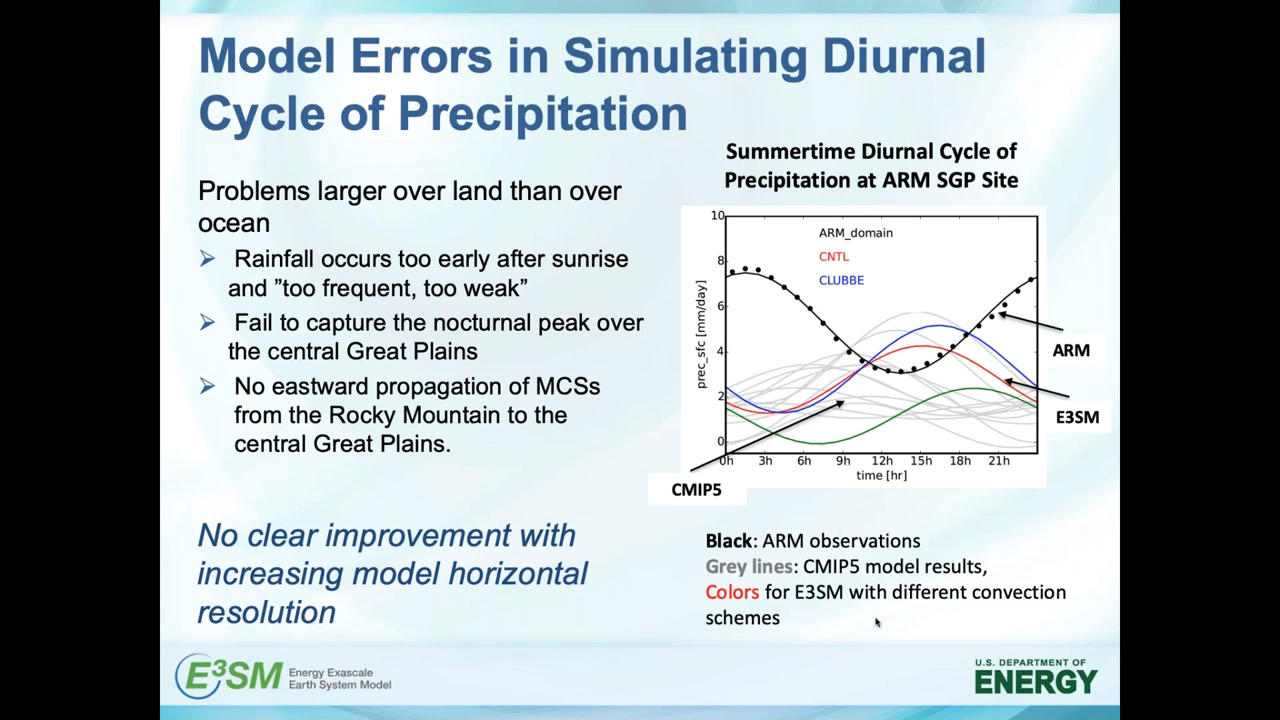 Model Errors in Simulating Diurnal
Cycle of Precipitation
Problems larger over land than over
ocean
Rainfall occurs too early after sunrise
and ”too frequent, too weak”
Fail to capture the nocturnal peak over
the central Great Plains
No eastward propagation of MCSs
from the Rocky Mountain to the
central Great Plains.
No clear improvement with
increasing model horizontal
resolution
Summertime Diurnal Cycle of
Precipitation at ARM SGP Site
10
8
6
4
2
0
prec_sfc [mm/day]
ARM_domain
CNTL
CLUBBE
0h 3h 6h 9h 12h 15h 18h 21h
time [hr]
ARM
E3SM
CMIP5
Black: ARM observations
Grey lines: CMIP5 model results,
Colors for E3SM with different convection
schemes
E³SM
Energy Exascale
Earth System Model
U.S. DEPARTMENT OF
ENERGY